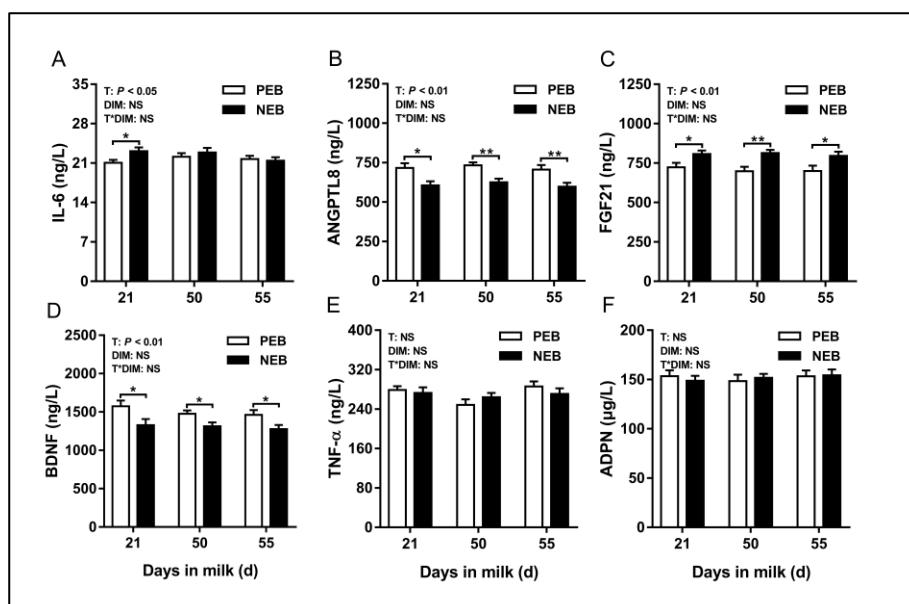 A
35
28
21
14
7
0
IL-6 (ng/L)
T: P < 0.05
DIM: NS
T*DIM: NS
PEB
NEB
*
21
50
55
B
1250
1000
750
500
250
0
ANGPTL8 (ng/L)
T: P < 0.01
DIM: NS
T*DIM: NS
PEB
NEB
*
**
**
21
50
55
C
1250
1000
750
500
250
0
FGF21 (ng/L)
T: P < 0.01
DIM: NS
T*DIM: NS
PEB
NEB
*
**
*
21
50
55
D
2500
2000
1500
1000
500
0
BDNF (ng/L)
T: P < 0.01
DIM: NS
T*DIM: NS
PEB
NEB
*
*
*
21
50
55
Days in milk (d)
E
400
320
240
160
80
0
TNF-α (ng/L)
T: NS
DIM: NS
T*DIM: NS
PEB
NEB
21
50
55
Days in milk (d)
F
200
150
100
50
0
ADPN (μg/L)
T: NS
DIM: NS
T*DIM: NS
PEB
NEB
21
50
55
Days in milk (d)